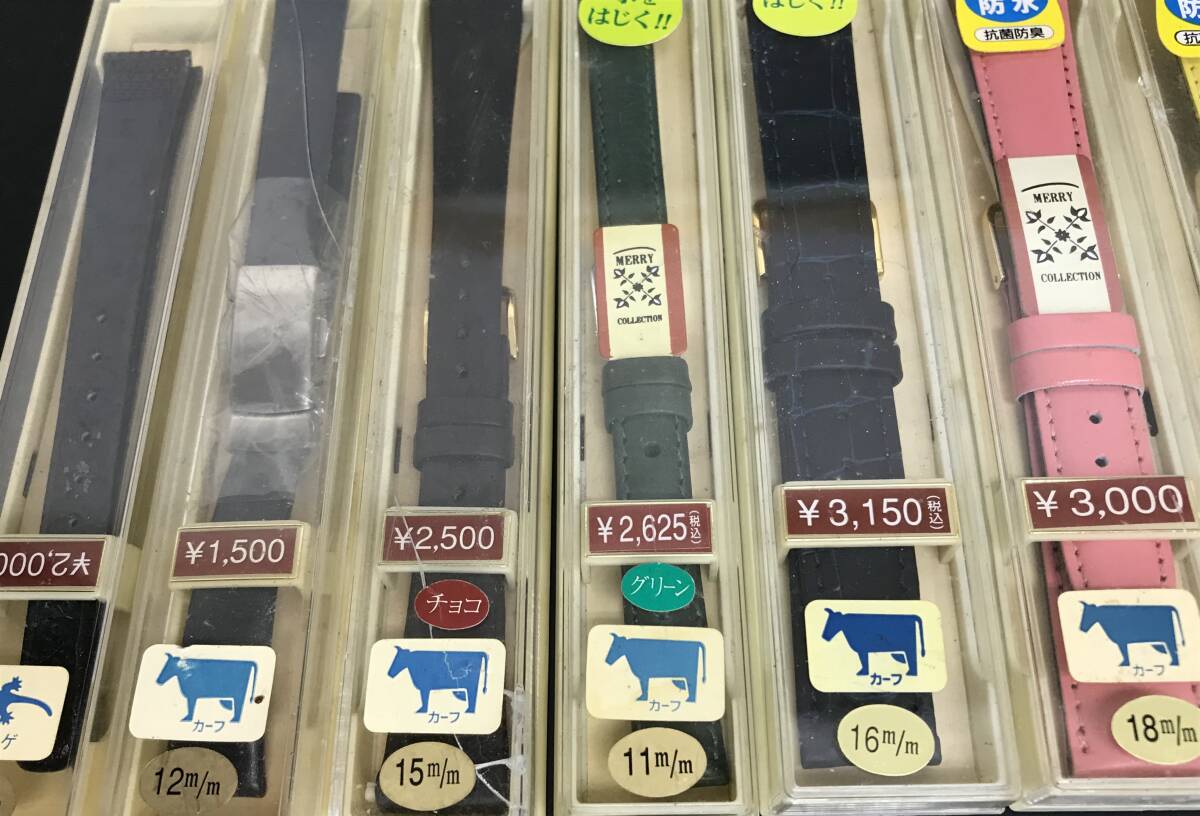 ¥2,000
ゲ
¥1,500
カーフ
12m/m
¥2,500
チョコ
カーフ
15m/m
はじく!!
MERRY
COLLECTION
¥2,625(税込)
グリーン
カーフ
11m/m
はじく!!
¥3,150(税込)
カーフ
16m/m
防水
抗菌防臭
MERRY
COLLECTION
¥3,000
カーフ
18m/m
防
抗